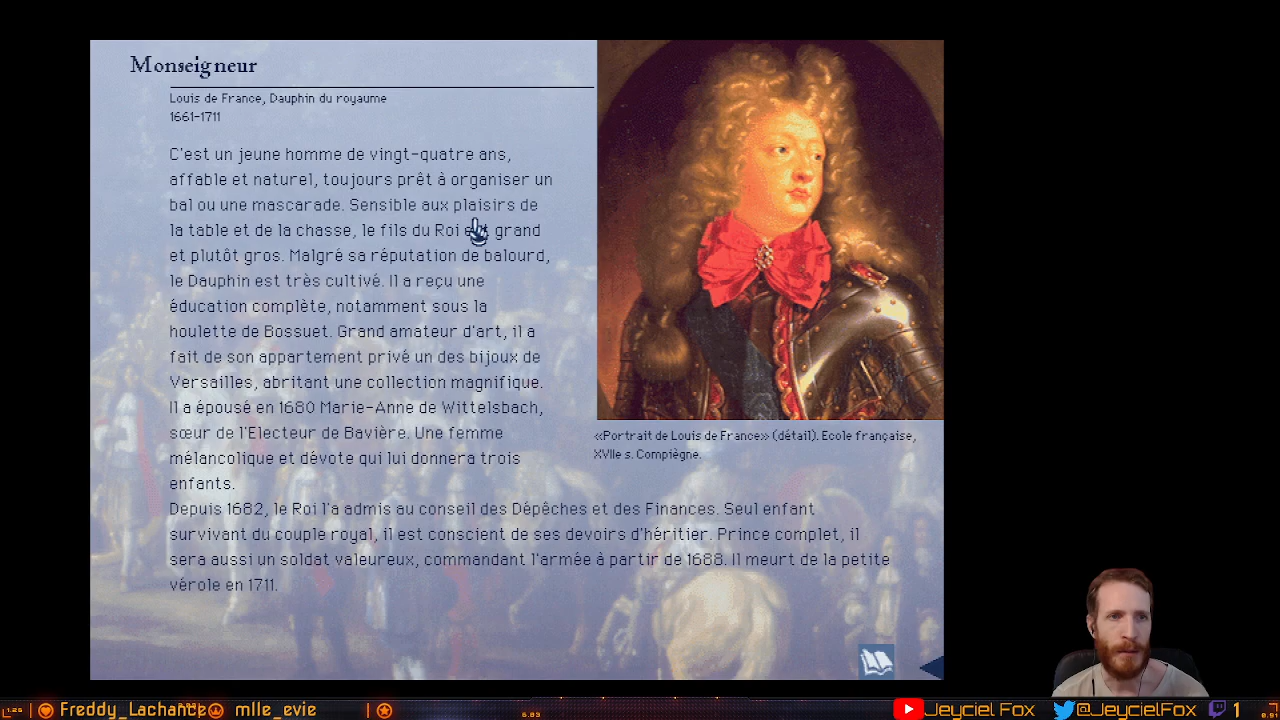 Monseigneur
Louis de France, Dauphin du royaume
1661-1711
C'est un jeune homme de vingt-quatre ans,
affable et naturel, toujours prêt à organiser un
bal ou une mascarade. Sensible aux plaisirs de
la table et de la chasse, le fils du Roi est grand
et plutôt gros. Malgré sa réputation de balourd,
le Dauphin est très cultivé. Il a reçu une
éducation complète, notamment sous la
houlette de Bossuet. Grand amateur d'art, il a
fait de son appartement privé un des bijoux de
Versailles, abritant une collection magnifique.
Il a épousé en 1680 Marie-Anne de Wittelsbach,
sœur de l'Electeur de Bavière. Une femme
mélancolique et dévote qui lui donnera trois
enfants.
Depuis 1682, le Roi l'a admis au conseil des Dépêches et des Finances. Seul enfant
survivant du couple royal, il est conscient de ses devoirs d'héritier. Prince complet, il
sera aussi un soldat valeureux, commandant l'armée à partir de 1688. Il meurt de la petite
vérole en 1711.
«Portrait de Louis de France» (détail). Ecole française,
XVIIe s. Compiègne.
Freddy_Lachance mlle_evie
Jeyciel Fox @JeycielFox 1